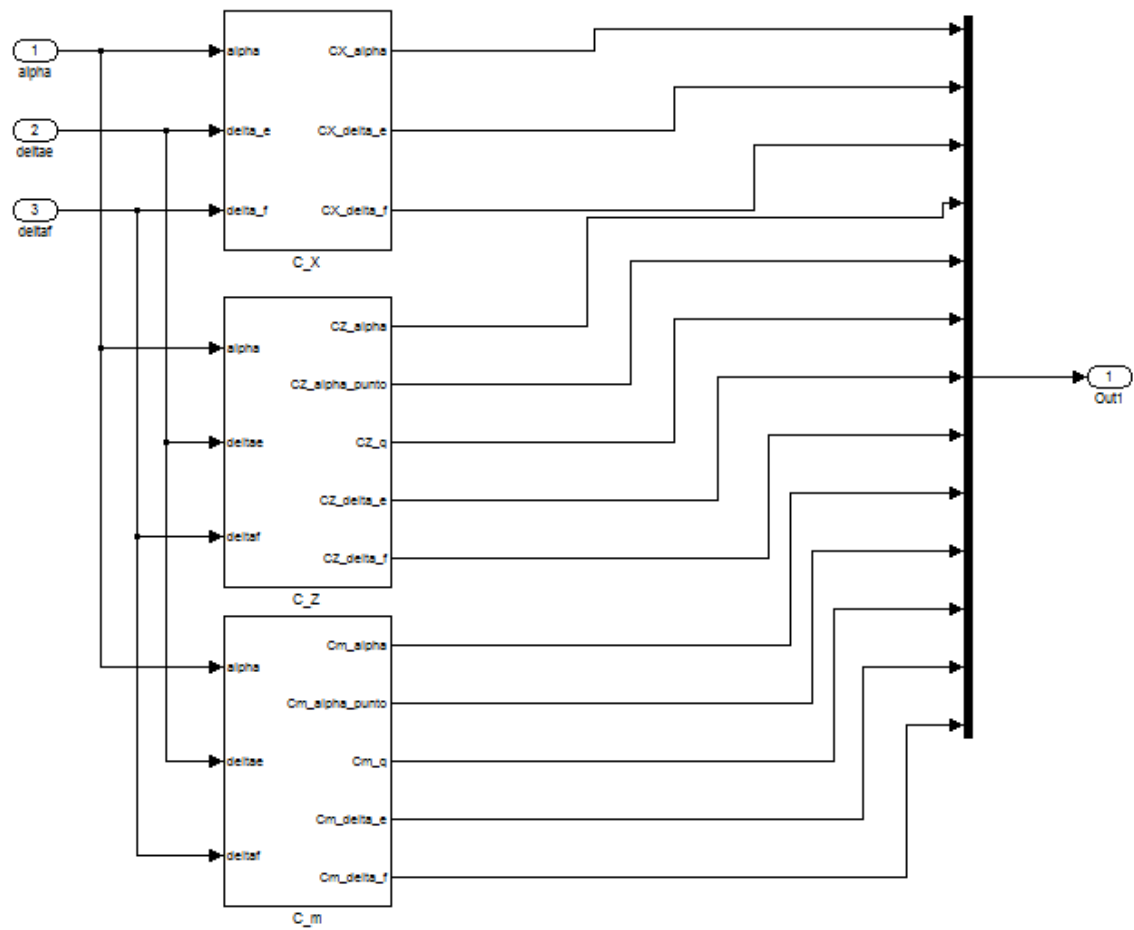 1
alpha
2
deltae
3
deltaf
alpha
CX_alpha
delta_e
CX_delta_e
delta_f
CX_delta_f
C_X
CZ_alpha
alpha
CZ_alpha_punto
deltae
CZ_q
CZ_delta_e
deltaf
CZ_delta_f
C_Z
Cm_alpha
alpha
Cm_alpha_punto
deltae
Cm_q
Cm_delta_e
deltaf
Cm_delta_f
C_m
1
Out1